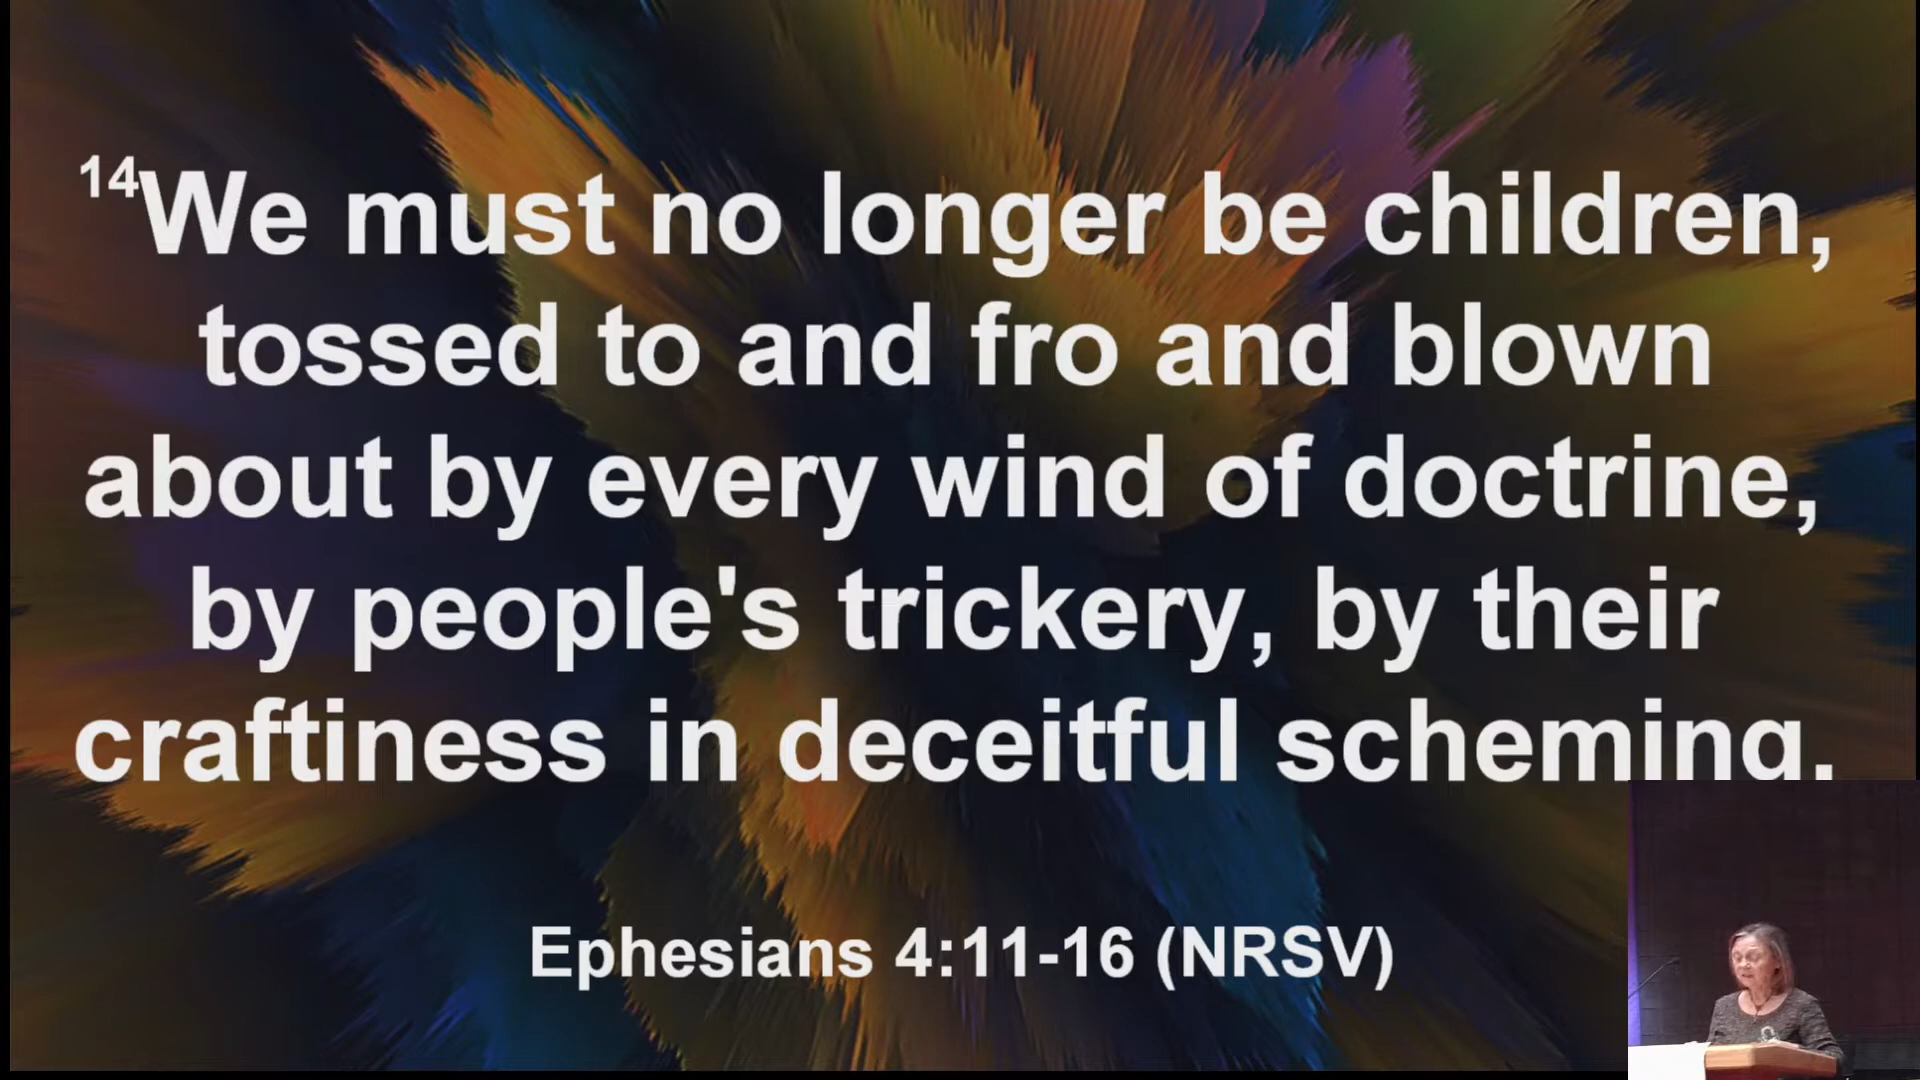 14We must no longer be children,
tossed to and fro and blown
about by every wind of doctrine,
by people's trickery, by their
craftiness in deceitful scheming.
Ephesians 4:11-16 (NRSV)